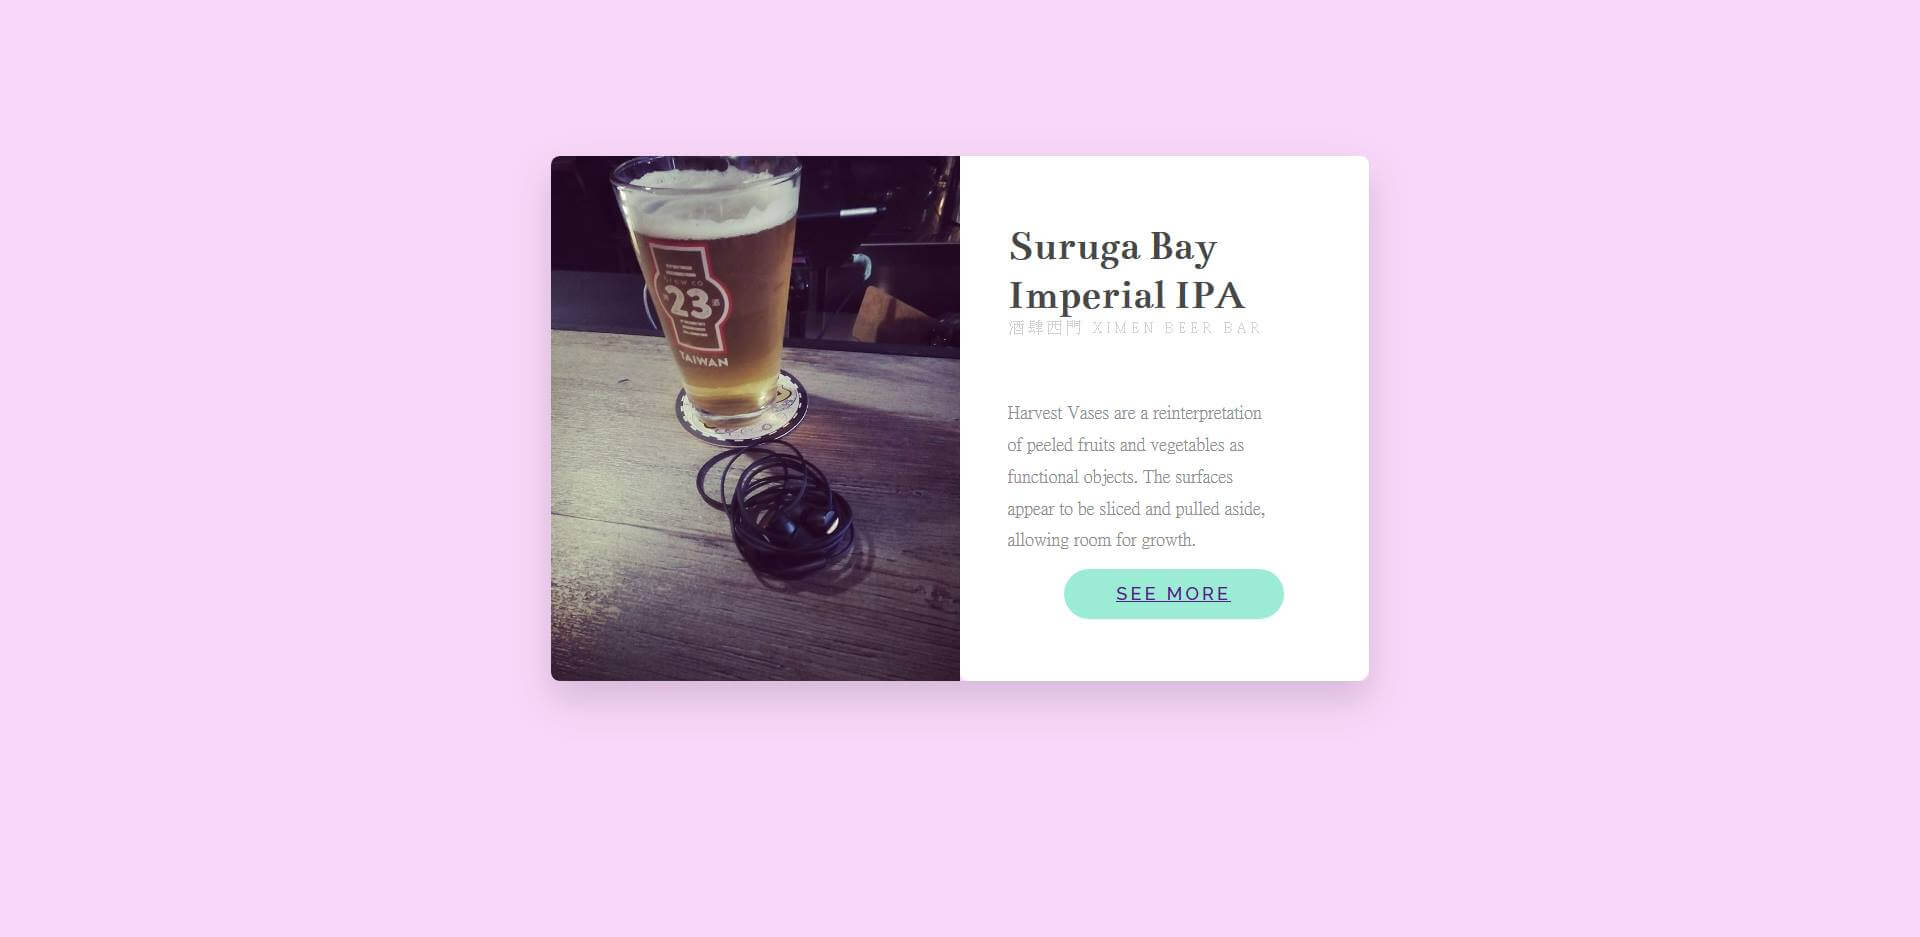 BREW CO
23
TAIWAN
Suruga Bay
Imperial IPA
酒肆西門 XIMEN BEER BAR
Harvest Vases are a reinterpretation
of peeled fruits and vegetables as
functional objects. The surfaces
appear to be sliced and pulled aside,
allowing room for growth.
SEE MORE